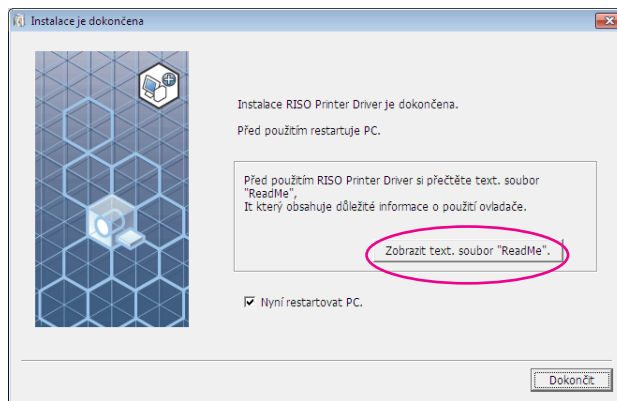 Instalace je dokončena
Instalace RISO Printer Driver je dokončena.
Před použitím restartuje PC.
Před použitím RISO Printer Driver si přečtěte text. soubor
"ReadMe",
It který obsahuje důležité informace o použití ovladače.
Zobrazit text. soubor "ReadMe".
Nyní restartovat PC.
Dokončit